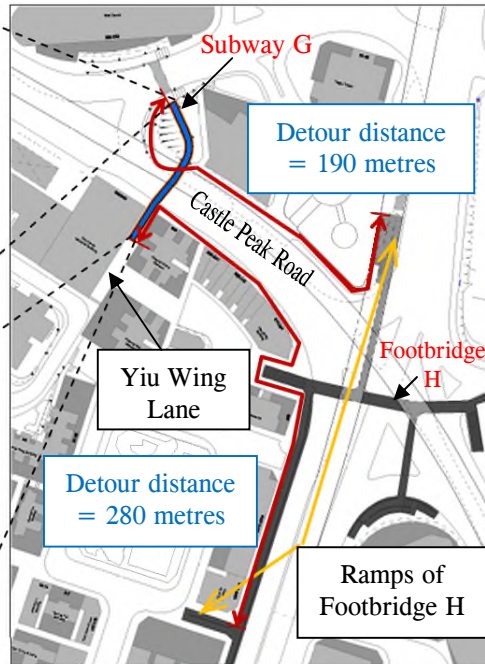 Subway G
Detour distance
= 190 metres
Castle Peak Road
Footbridge
H
Yiu Wing
Lane
Detour distance
= 280 metres
Ramps of
Footbridge H